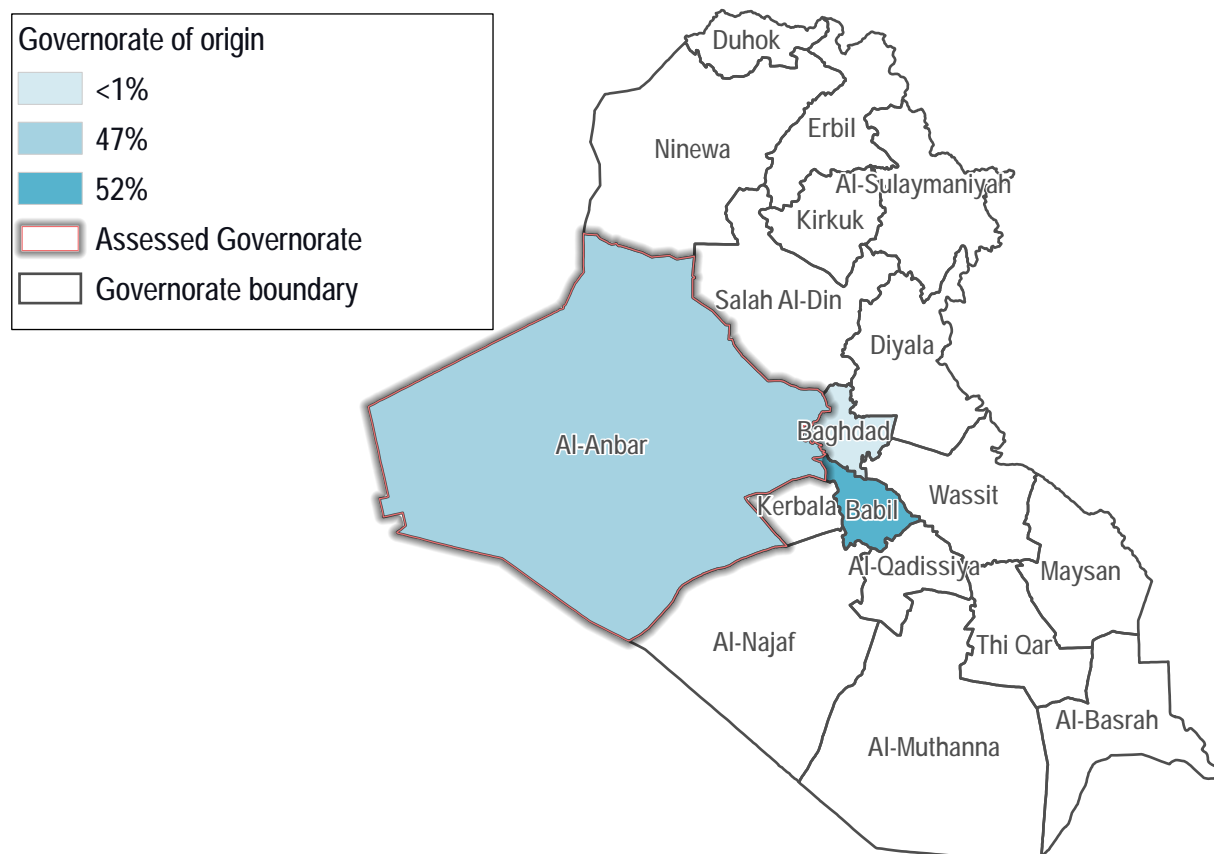 Governorate of origin
<1%
47%
52%
Assessed Governorate
Governorate boundary
Duhok
Erbil
Ninewa
Al-Sulaymaniyah
Kirkuk
Salah Al-Din
Diyala
Baghdad
Al-Anbar
Wassit
Kerbala
Babil
Al-Qadissiya
Maysan
Al-Najaf
Thi Qar
Al-Basrah
Al-Muthanna